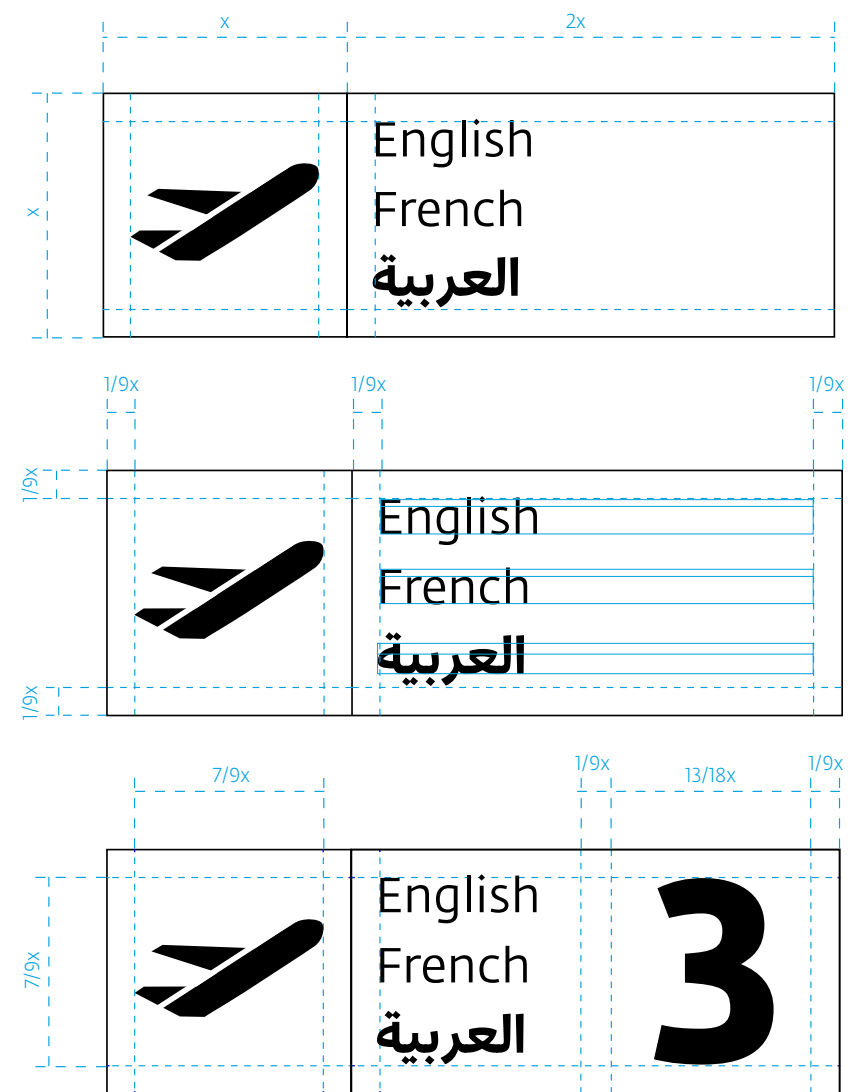 x
2x
x
English
French
العربية
1/9x
1/9x
1/9x
1/9x
English
French
العربية
1/9x
7/9x
1/9x
13/18x
1/9x
7/9x
English
French
العربية
3